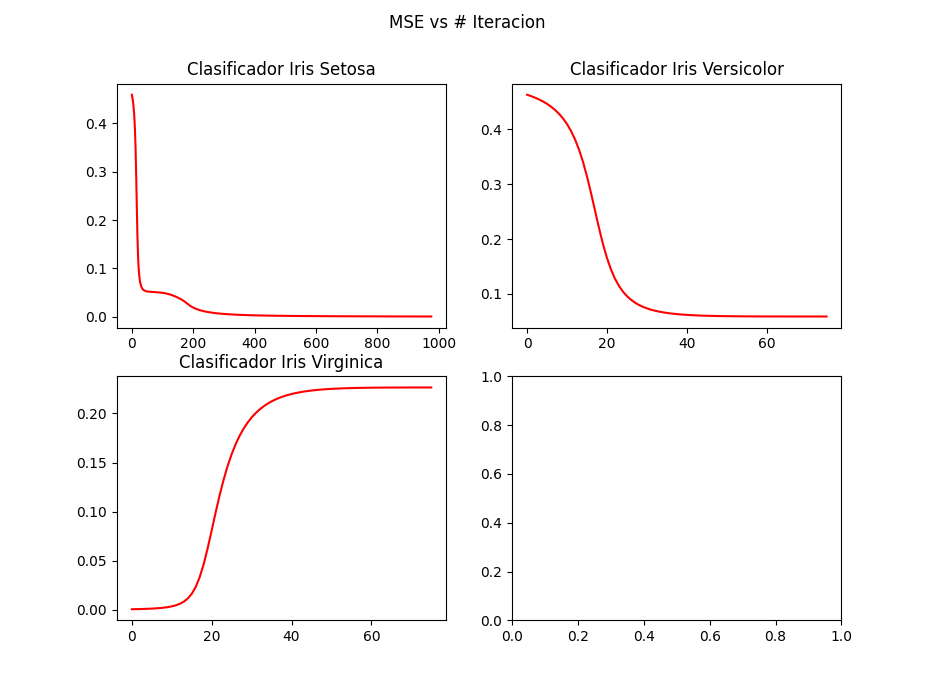 MSE vs # Iteracion
Clasificador Iris Setosa
0.4
0.3
0.2
0.1
0.0
0 200 400 600 800 1000
Clasificador Iris Versicolor
0.4
0.3
0.2
0.1
0 20 40 60
Clasificador Iris Virginica
0.20
0.15
0.10
0.05
0.00
0 20 40 60
1.0
0.8
0.6
0.4
0.2
0.0
0.0 0.2 0.4 0.6 0.8 1.0